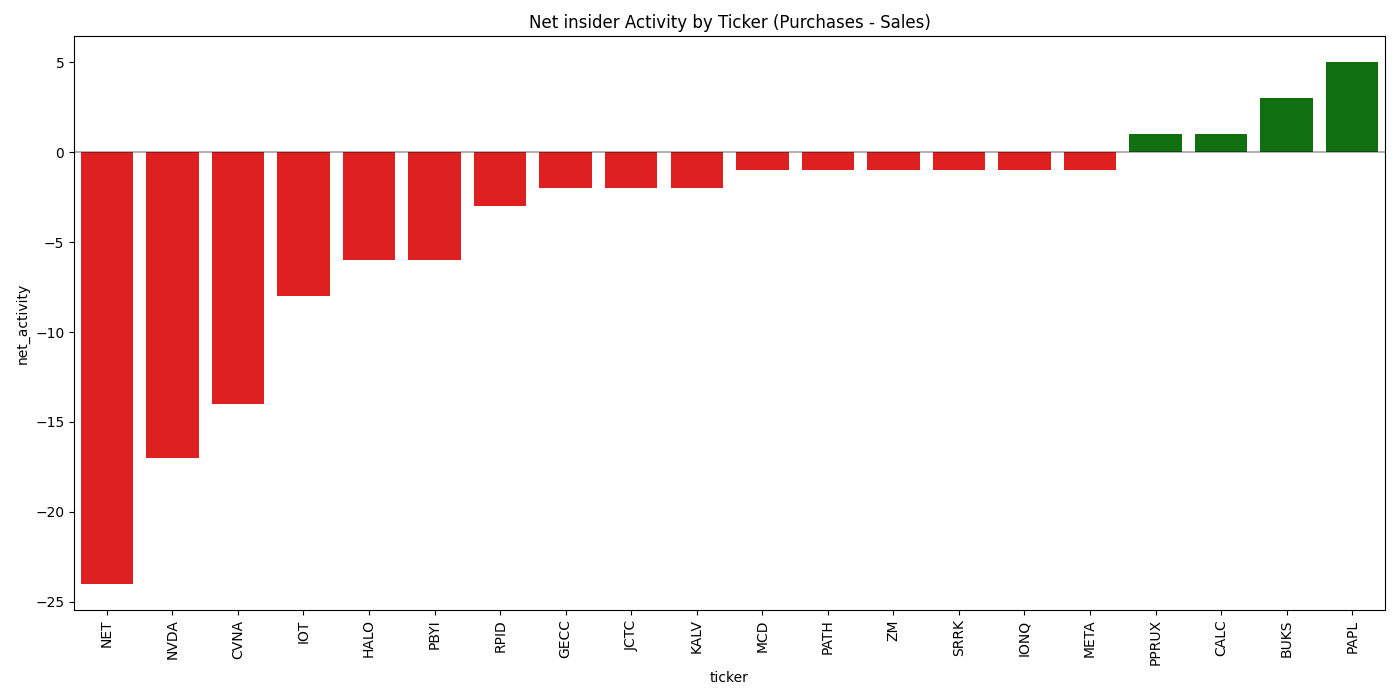 Net insider Activity by Ticker (Purchases - Sales)
net_activity
5
0
−5
−10
−15
−20
−25
NET
NVDA
CVNA
IOT
HALO
PBYI
RPID
GECC
JCTC
KALV
MCD
PATH
ZM
SRRK
IONQ
META
PPRUX
CALC
BUKS
PAPL
ticker